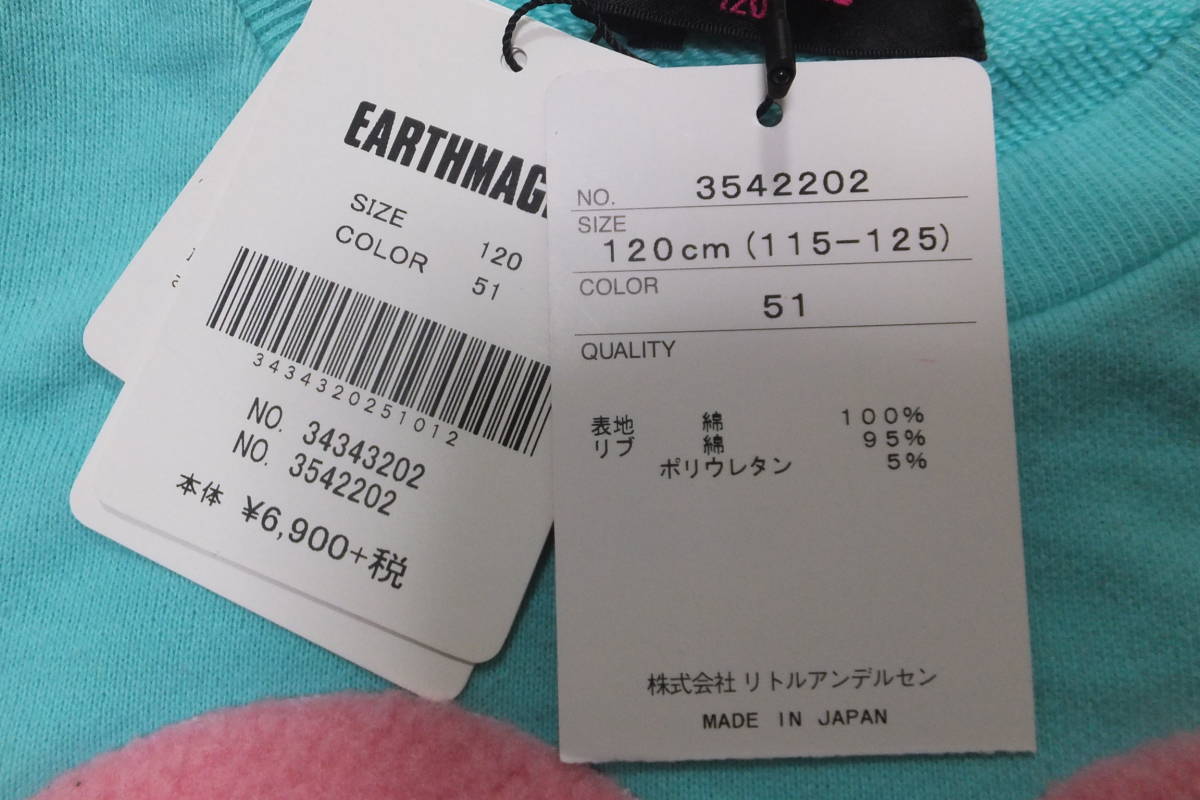 120
EARTHMAG
SIZE 120
COLOR 51
3434320251012
NO. 34343202
NO. 3542202
本体 ¥6,900+税
NO. 3542202
SIZE
120cm (115-125)
COLOR
51
QUALITY
表地 綿 100%
リブ 綿 95%
ポリウレタン 5%
株式会社 リトルアンデルセン
MADE IN JAPAN